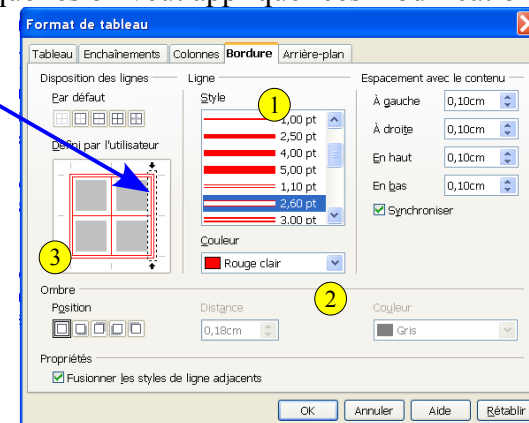 Format de tableau
Tableau Enchaînements Colonnes Bordure Arrière-plan
Disposition des lignes
Par défaut
Défini par l'utilisateur
3
Ligne
Style
1
1,00 pt
2,50 pt
4,00 pt
5,00 pt
1,10 pt
2,60 pt
3,00 pt
Couleur
Rouge clair
Espacement avec le contenu
À gauche 0,10cm
À droite 0,10cm
En haut 0,10cm
En bas 0,10cm
Synchroniser
Ombre
Position
Distance
0,18cm
2
Couleur
Gris
Propriétés
Fusionner les styles de ligne adjacents
OK Annuler Aide Rétablir